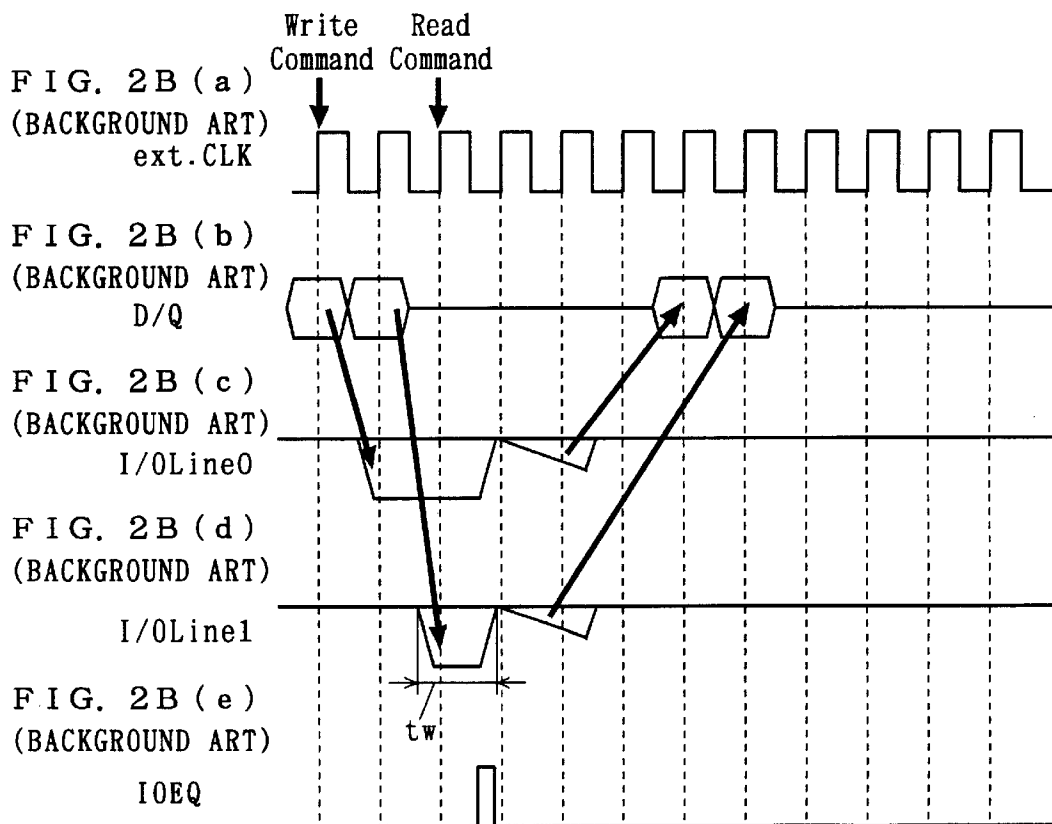 Write Read
Command Command
FIG. 2B(a)
(BACKGROUND ART)
ext.CLK
FIG. 2B(b)
(BACKGROUND ART)
D/Q
FIG. 2B(c)
(BACKGROUND ART)
I/OLine0
FIG. 2B(d)
(BACKGROUND ART)
I/OLine1
tw
FIG. 2B(e)
(BACKGROUND ART)
IOEQ